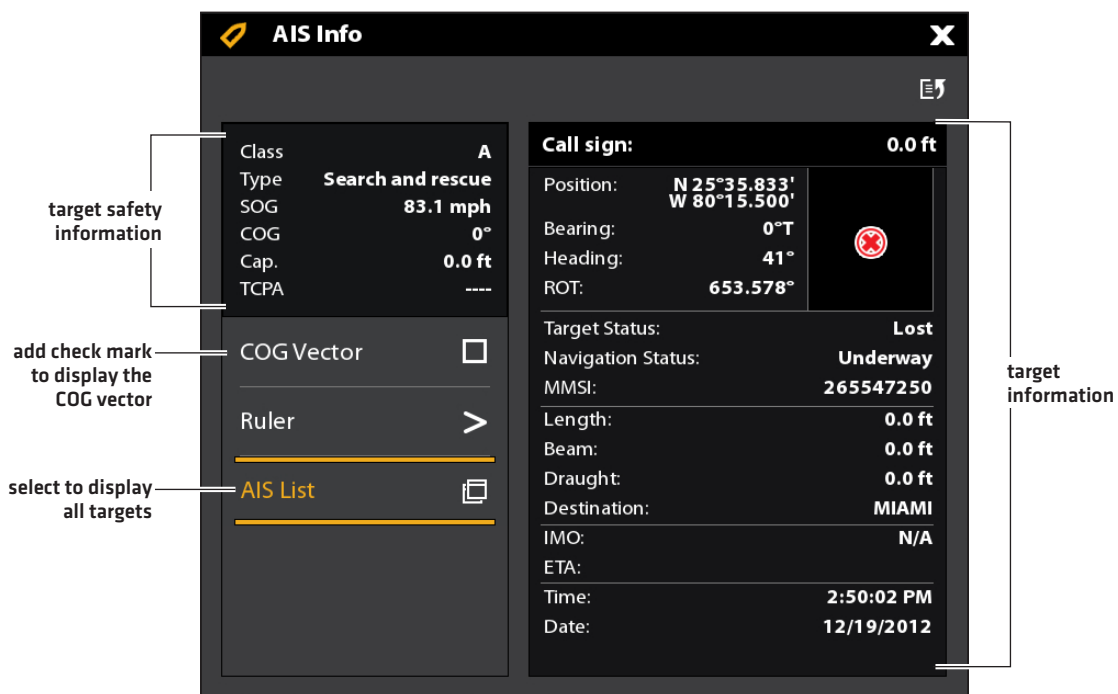 AIS Info
target safety
information
Class A
Type Search and rescue
SOG 83.1 mph
COG 0°
Cap. 0.0 ft
TCPA ----
add check mark
to display the
COG vector
COG Vector
Ruler >
select to display
all targets
AIS List
Call sign: 0.0 ft
Position: N 25°35.833'
W 80°15.500'
Bearing: 0°T
Heading: 41°
ROT: 653.578°
Target Status: Lost
Navigation Status: Underway
MMSI: 265547250
Length: 0.0 ft
Beam: 0.0 ft
Draught: 0.0 ft
Destination: MIAMI
IMO: N/A
ETA:
Time: 2:50:02 PM
Date: 12/19/2012
target
information